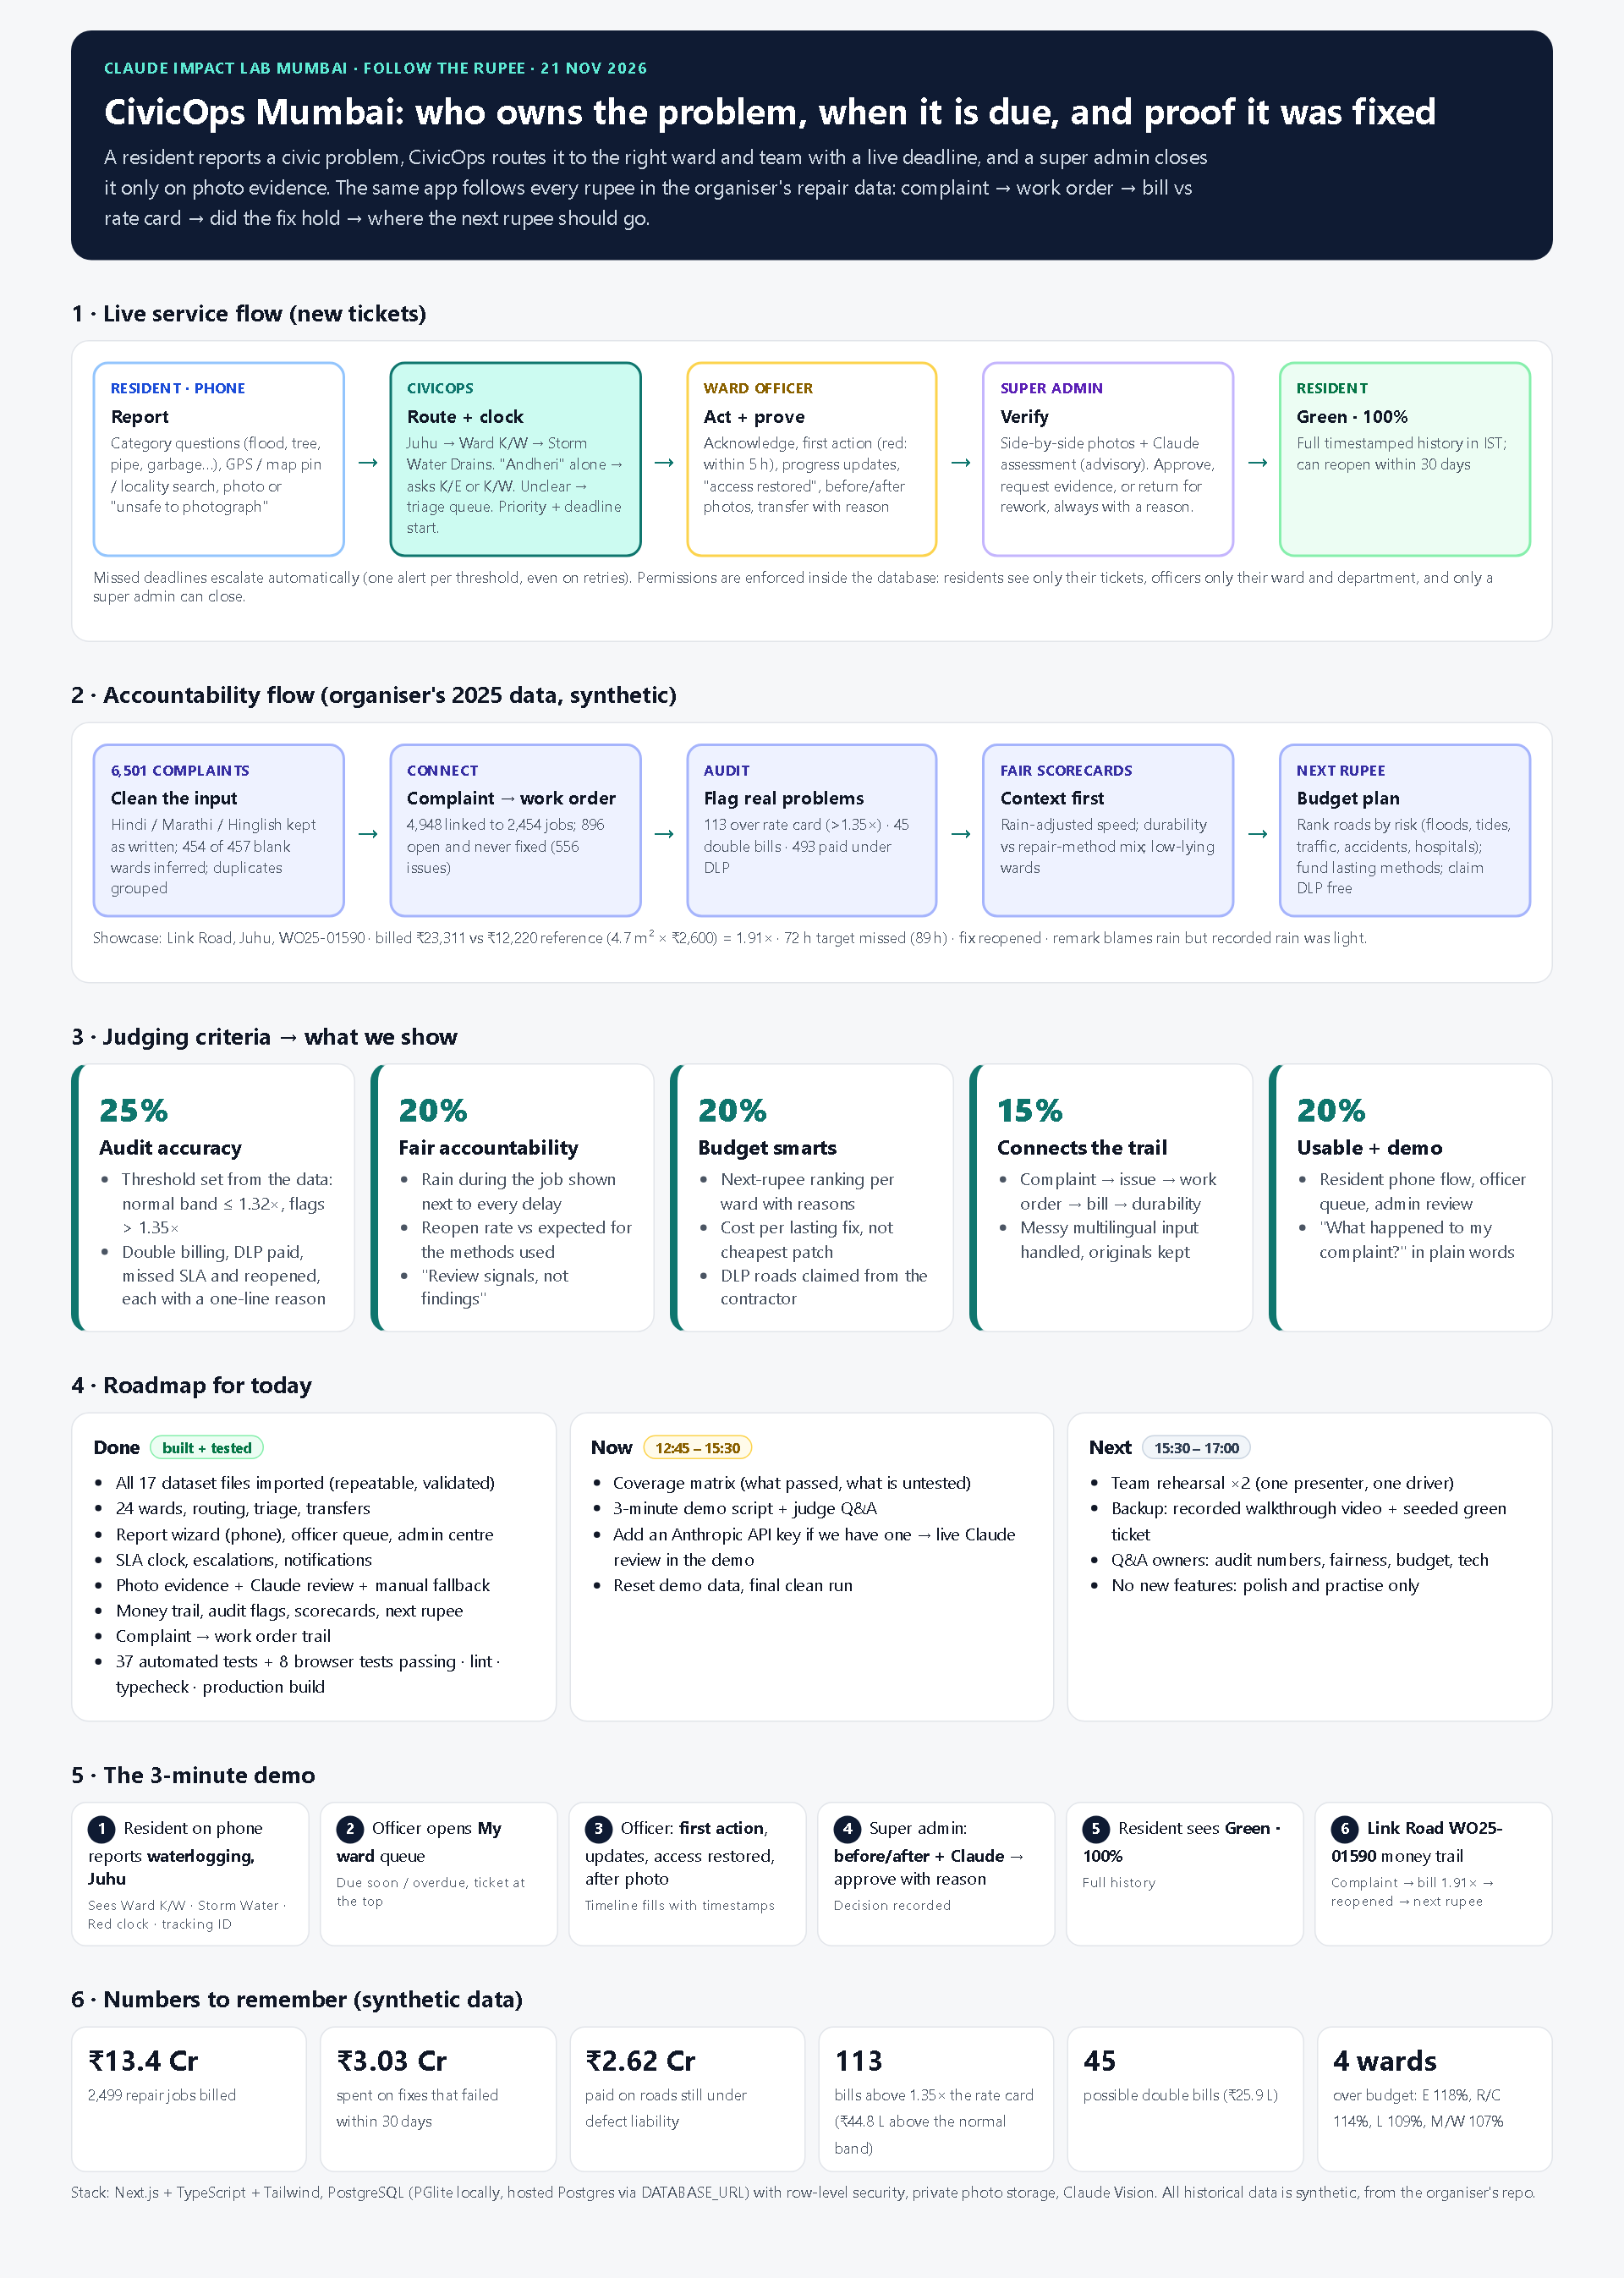 CLAUDE IMPACT LAB MUMBAI · FOLLOW THE RUPEE · 21 NOV 2026
CivicOps Mumbai: who owns the problem, when it is due, and proof it was fixed
A resident reports a civic problem, CivicOps routes it to the right ward and team with a live deadline, and a super admin closes
it only on photo evidence. The same app follows every rupee in the organiser's repair data: complaint → work order → bill vs
rate card → did the fix hold → where the next rupee should go.
1 · Live service flow (new tickets)
RESIDENT · PHONE
Report
Category questions (flood, tree,
pipe, garbage…), GPS / map pin
/ locality search, photo or
"unsafe to photograph"
→
CIVICOPS
Route + clock
Juhu → Ward K/W → Storm
Water Drains. "Andheri" alone →
asks K/E or K/W. Unclear →
triage queue. Priority + deadline
start.
→
WARD OFFICER
Act + prove
Acknowledge, first action (red:
within 5 h), progress updates,
"access restored", before/after
photos, transfer with reason
→
SUPER ADMIN
Verify
Side-by-side photos + Claude
assessment (advisory). Approve,
request evidence, or return for
rework, always with a reason.
→
RESIDENT
Green · 100%
Full timestamped history in IST;
can reopen within 30 days
Missed deadlines escalate automatically (one alert per threshold, even on retries). Permissions are enforced inside the database: residents see only their tickets, officers only their ward and department, and only a
super admin can close.
2 · Accountability flow (organiser's 2025 data, synthetic)
6,501 COMPLAINTS
Clean the input
Hindi / Marathi / Hinglish kept
as written; 454 of 457 blank
wards inferred; duplicates
grouped
→
CONNECT
Complaint → work order
4,948 linked to 2,454 jobs; 896
open and never fixed (556
issues)
→
AUDIT
Flag real problems
113 over rate card (>1.35×) · 45
double bills · 493 paid under
DLP
→
FAIR SCORECARDS
Context first
Rain-adjusted speed; durability
vs repair-method mix; low-lying
wards
→
NEXT RUPEE
Budget plan
Rank roads by risk (floods, tides,
traffic, accidents, hospitals);
fund lasting methods; claim
DLP free
Showcase: Link Road, Juhu, WO25-01590 · billed ₹23,311 vs ₹12,220 reference (4.7 m² × ₹2,600) = 1.91× · 72 h target missed (89 h) · fix reopened · remark blames rain but recorded rain was light.
3 · Judging criteria → what we show
25%
Audit accuracy
• Threshold set from the data:
normal band ≤ 1.32×, flags
> 1.35×
• Double billing, DLP paid,
missed SLA and reopened,
each with a one-line reason
20%
Fair accountability
• Rain during the job shown
next to every delay
• Reopen rate vs expected for
the methods used
• "Review signals, not
findings"
20%
Budget smarts
• Next-rupee ranking per
ward with reasons
• Cost per lasting fix, not
cheapest patch
• DLP roads claimed from the
contractor
15%
Connects the trail
• Complaint → issue → work
order → bill → durability
• Messy multilingual input
handled, originals kept
20%
Usable + demo
• Resident phone flow, officer
queue, admin review
• "What happened to my
complaint?" in plain words
4 · Roadmap for today
Done built + tested
• All 17 dataset files imported (repeatable, validated)
• 24 wards, routing, triage, transfers
• Report wizard (phone), officer queue, admin centre
• SLA clock, escalations, notifications
• Photo evidence + Claude review + manual fallback
• Money trail, audit flags, scorecards, next rupee
• Complaint → work order trail
• 37 automated tests + 8 browser tests passing · lint ·
typecheck · production build
Now 12:45 – 15:30
• Coverage matrix (what passed, what is untested)
• 3-minute demo script + judge Q&A
• Add an Anthropic API key if we have one → live Claude
review in the demo
• Reset demo data, final clean run
Next 15:30 – 17:00
• Team rehearsal ×2 (one presenter, one driver)
• Backup: recorded walkthrough video + seeded green
ticket
• Q&A owners: audit numbers, fairness, budget, tech
• No new features: polish and practise only
5 · The 3-minute demo
1 Resident on phone
reports waterlogging,
Juhu
Sees Ward K/W · Storm Water ·
Red clock · tracking ID
2 Officer opens My
ward queue
Due soon / overdue, ticket at
the top
3 Officer: first action,
updates, access restored,
after photo
Timeline fills with timestamps
4 Super admin:
before/after + Claude →
approve with reason
Decision recorded
5 Resident sees Green ·
100%
Full history
6 Link Road WO25-
01590 money trail
Complaint → bill 1.91× →
reopened → next rupee
6 · Numbers to remember (synthetic data)
₹13.4 Cr
2,499 repair jobs billed
₹3.03 Cr
spent on fixes that failed
within 30 days
₹2.62 Cr
paid on roads still under
defect liability
113
bills above 1.35× the rate card
(₹44.8 L above the normal
band)
45
possible double bills (₹25.9 L)
4 wards
over budget: E 118%, R/C
114%, L 109%, M/W 107%
Stack: Next.js + TypeScript + Tailwind, PostgreSQL (PGlite locally, hosted Postgres via DATABASE_URL) with row-level security, private photo storage, Claude Vision. All historical data is synthetic, from the organiser's repo.